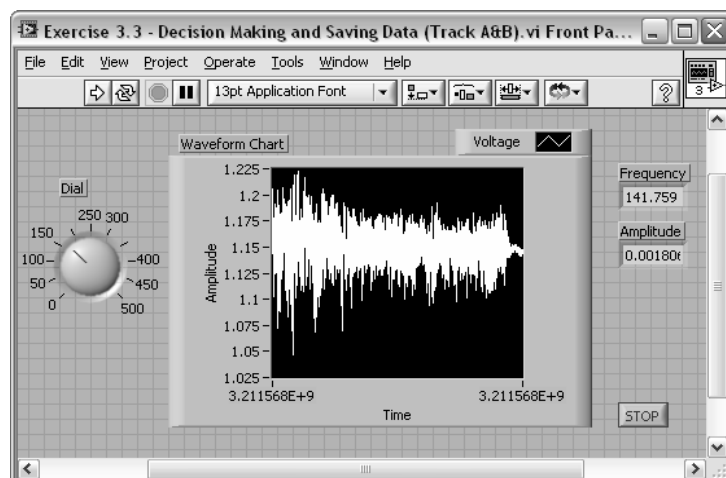 Exercise 3.3 - Decision Making and Saving Data (Track A&B).vi Front Pa...
File Edit View Project Operate Tools Window Help
13pt Application Font
?
3
Waveform Chart
Voltage
Dial
0
50
100
150
250
300
400
450
500
Amplitude
1.225
1.2
1.175
1.15
1.125
1.1
1.075
1.05
1.025
3.211568E+9 3.211568E+9
Time
Frequency
141.759
Amplitude
STOP